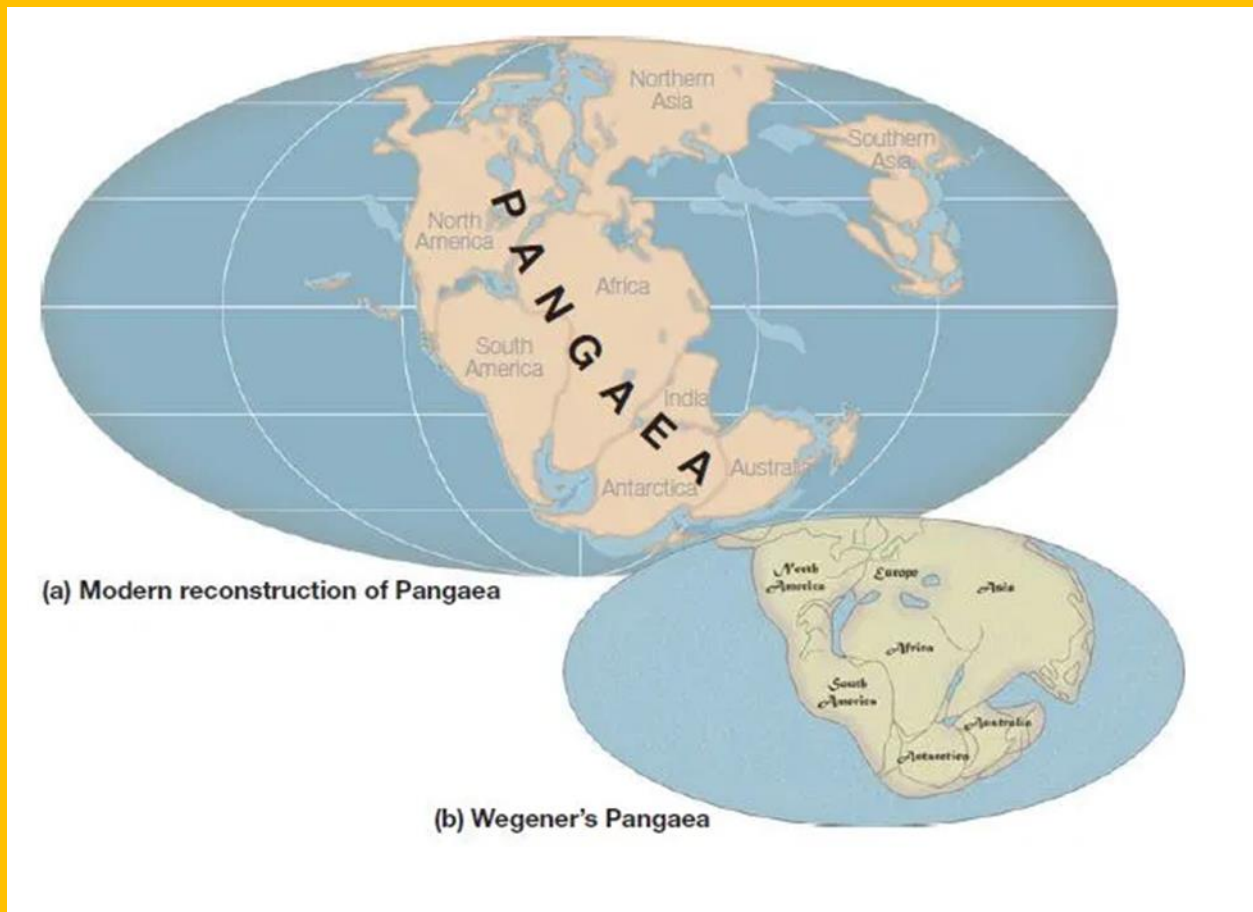 Northern
Asia
Southern
Asia
PANGAEA
North
America
Africa
South
America
India
Australia
Antarctica
(a) Modern reconstruction of Pangaea
North
America
Europe
Asia
Africa
South
America
Australia
Antarctica
(b) Wegener's Pangaea